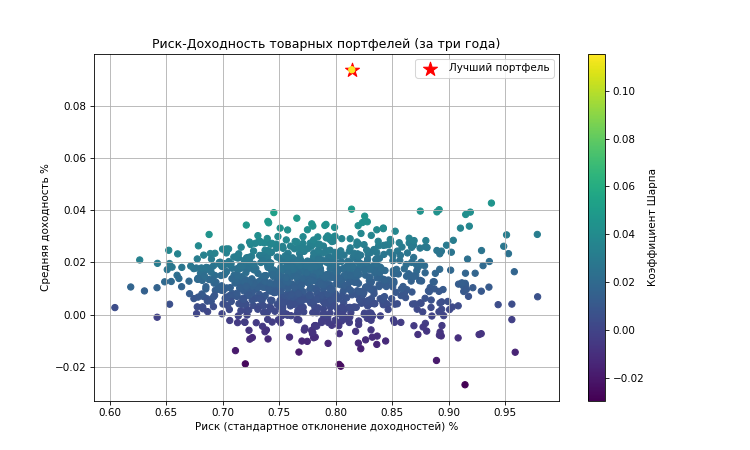 Риск-Доходность товарных портфелей (за три года)
Лучший портфель
Средняя доходность %
0.08
0.06
0.04
0.02
0.00
−0.02
0.60 0.65 0.70 0.75 0.80 0.85 0.90 0.95
Риск (стандартное отклонение доходностей) %
0.10
0.08
0.06
0.04
0.02
0.00
−0.02
Коэффициент Шарпа